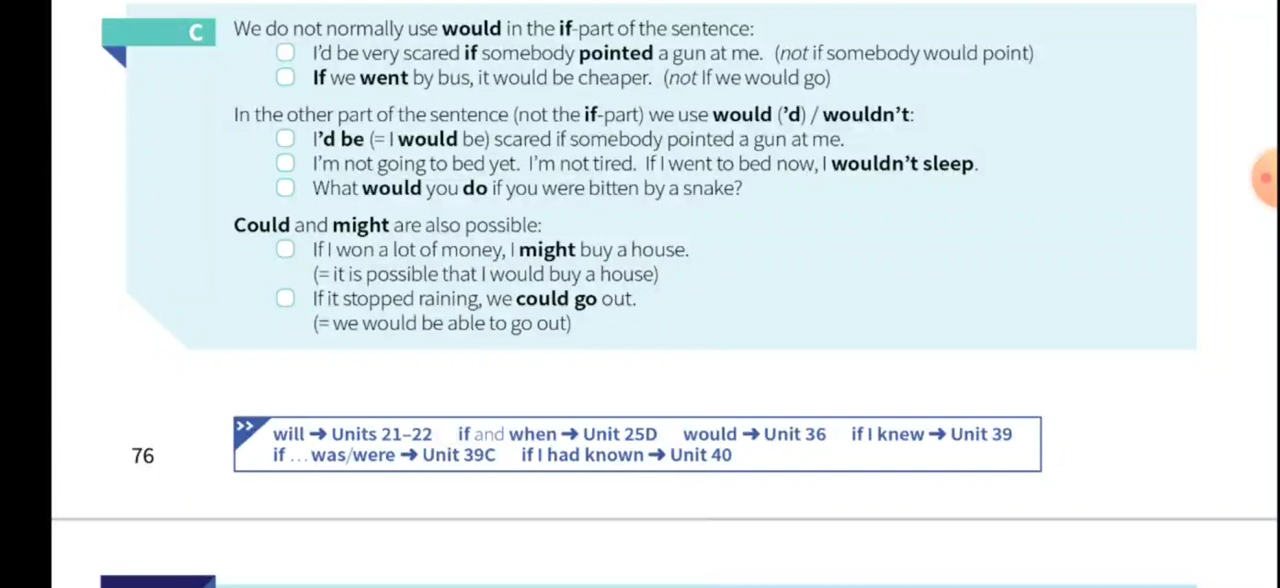 C
We do not normally use would in the if-part of the sentence:
I’d be very scared if somebody pointed a gun at me. (not if somebody would point)
If we went by bus, it would be cheaper. (not If we would go)
In the other part of the sentence (not the if-part) we use would (’d) / wouldn’t:
I’d be (= I would be) scared if somebody pointed a gun at me.
I’m not going to bed yet. I’m not tired. If I went to bed now, I wouldn’t sleep.
What would you do if you were bitten by a snake?
Could and might are also possible:
If I won a lot of money, I might buy a house.
(= it is possible that I would buy a house)
If it stopped raining, we could go out.
(= we would be able to go out)
>> will ➜ Units 21–22 if and when ➜ Unit 25D would ➜ Unit 36 if I knew ➜ Unit 39
if … was/were ➜ Unit 39C if I had known ➜ Unit 40
76